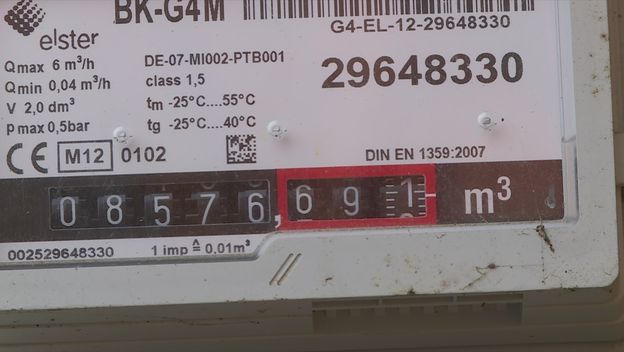 BK-G4M
elster
G4-EL-12-29648330
29648330
Qmax 6 m³/h
Qmin 0,04 m³/h
V 2,0 dm³
pmax 0,5bar
DE-07-MI002-PTB001
class 1,5
tm -25°C....55°C
tg -25°C....40°C
CE M12 0102
DIN EN 1359:2007
08576,691 m³
002529648330
1 imp ≙ 0,01m³